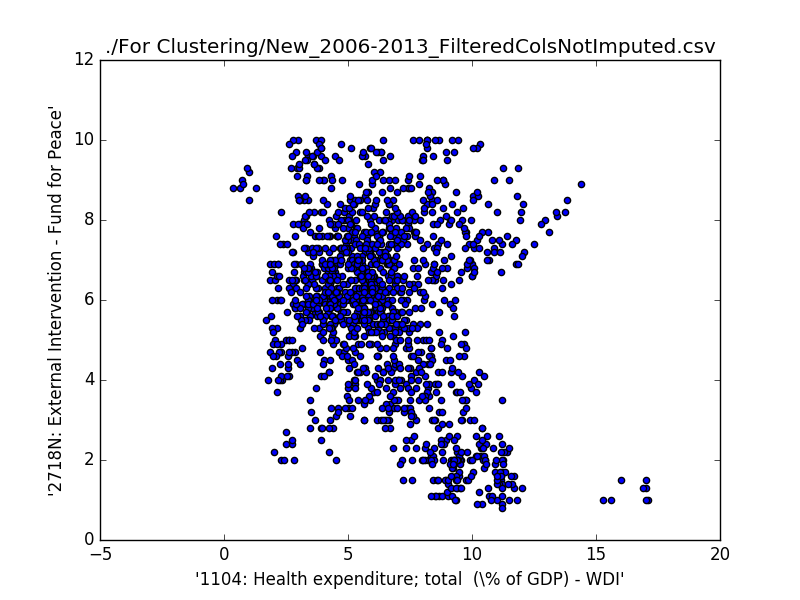 ./For Clustering/New_2006-2013_FilteredColsNotImputed.csv
12
10
8
6
4
2
0
'2718N: External Intervention - Fund for Peace'
−5 0 5 10 15 20
'1104: Health expenditure; total  (\% of GDP) - WDI'